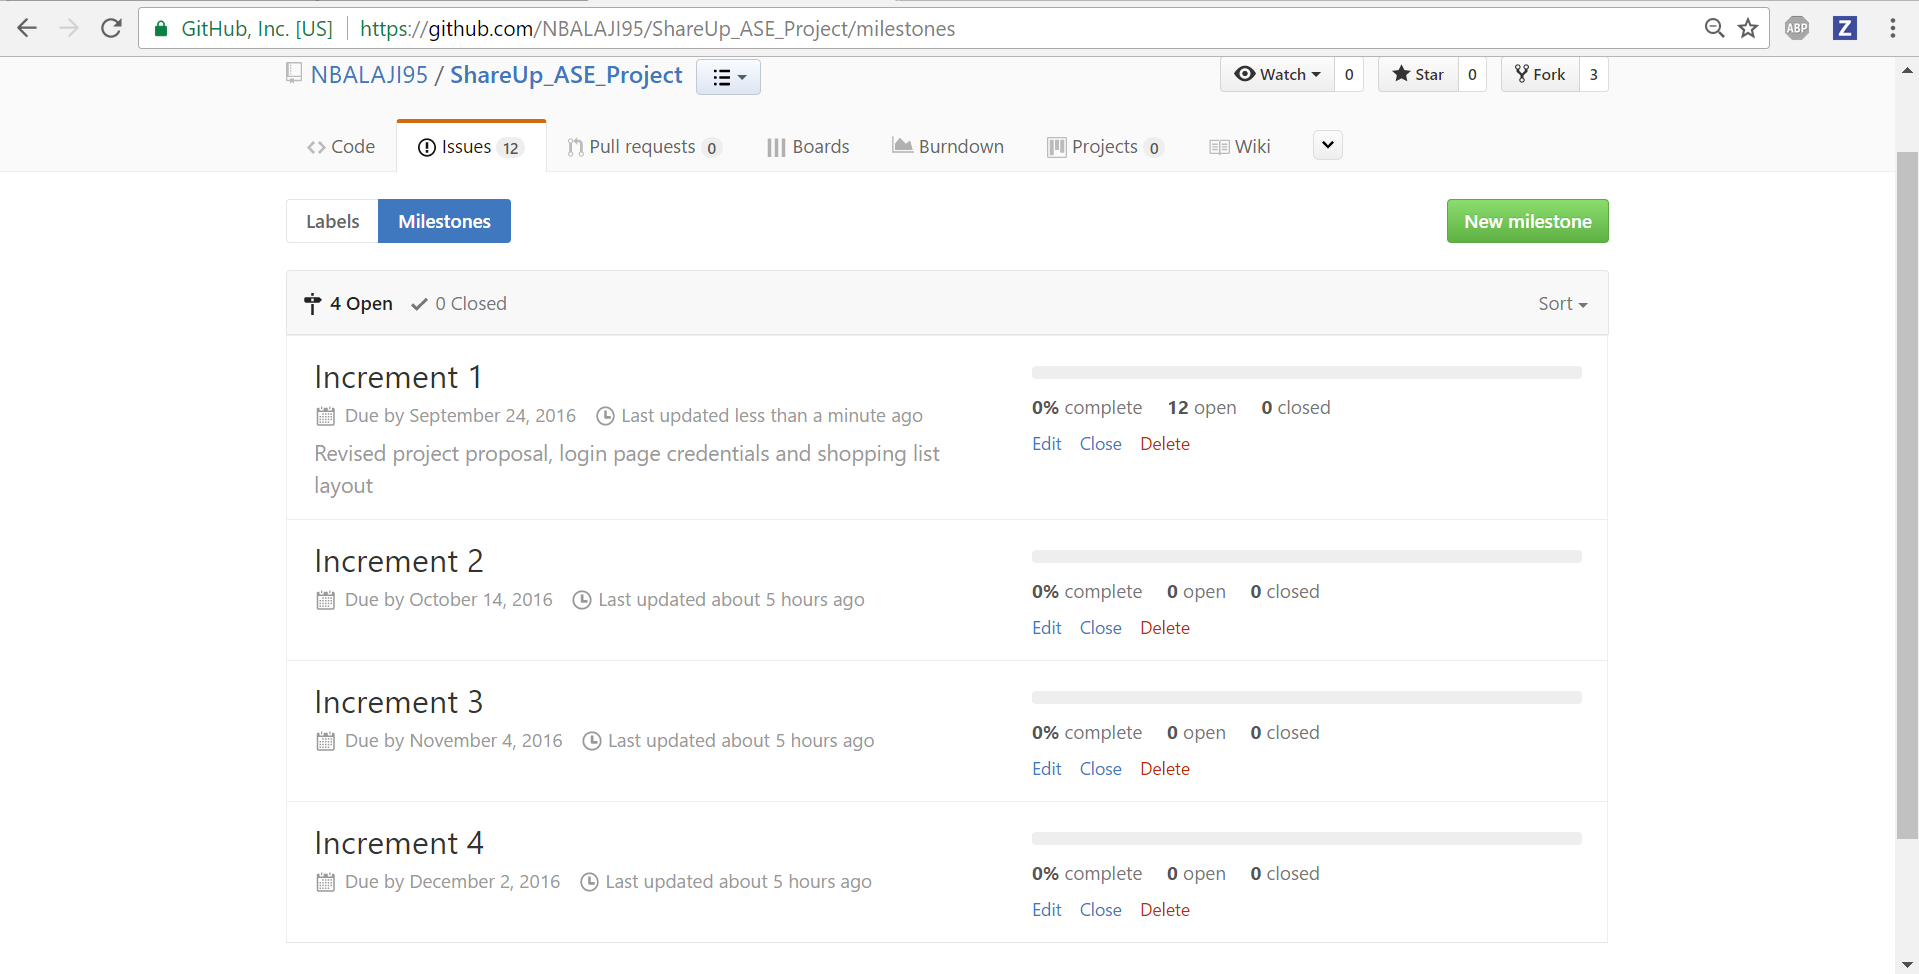 GitHub, Inc. [US] https://github.com/NBALAJI95/ShareUp_ASE_Project/milestones ABP Z
NBALAJI95 / ShareUp_ASE_Project Watch 0 Star 0 Fork 3
Code Issues 12 Pull requests 0 Boards Burndown Projects 0 Wiki
Labels Milestones New milestone
4 Open 0 Closed Sort
Increment 1
Due by September 24, 2016 Last updated less than a minute ago
Revised project proposal, login page credentials and shopping list
layout
0% complete 12 open 0 closed
Edit Close Delete
Increment 2
Due by October 14, 2016 Last updated about 5 hours ago
0% complete 0 open 0 closed
Edit Close Delete
Increment 3
Due by November 4, 2016 Last updated about 5 hours ago
0% complete 0 open 0 closed
Edit Close Delete
Increment 4
Due by December 2, 2016 Last updated about 5 hours ago
0% complete 0 open 0 closed
Edit Close Delete